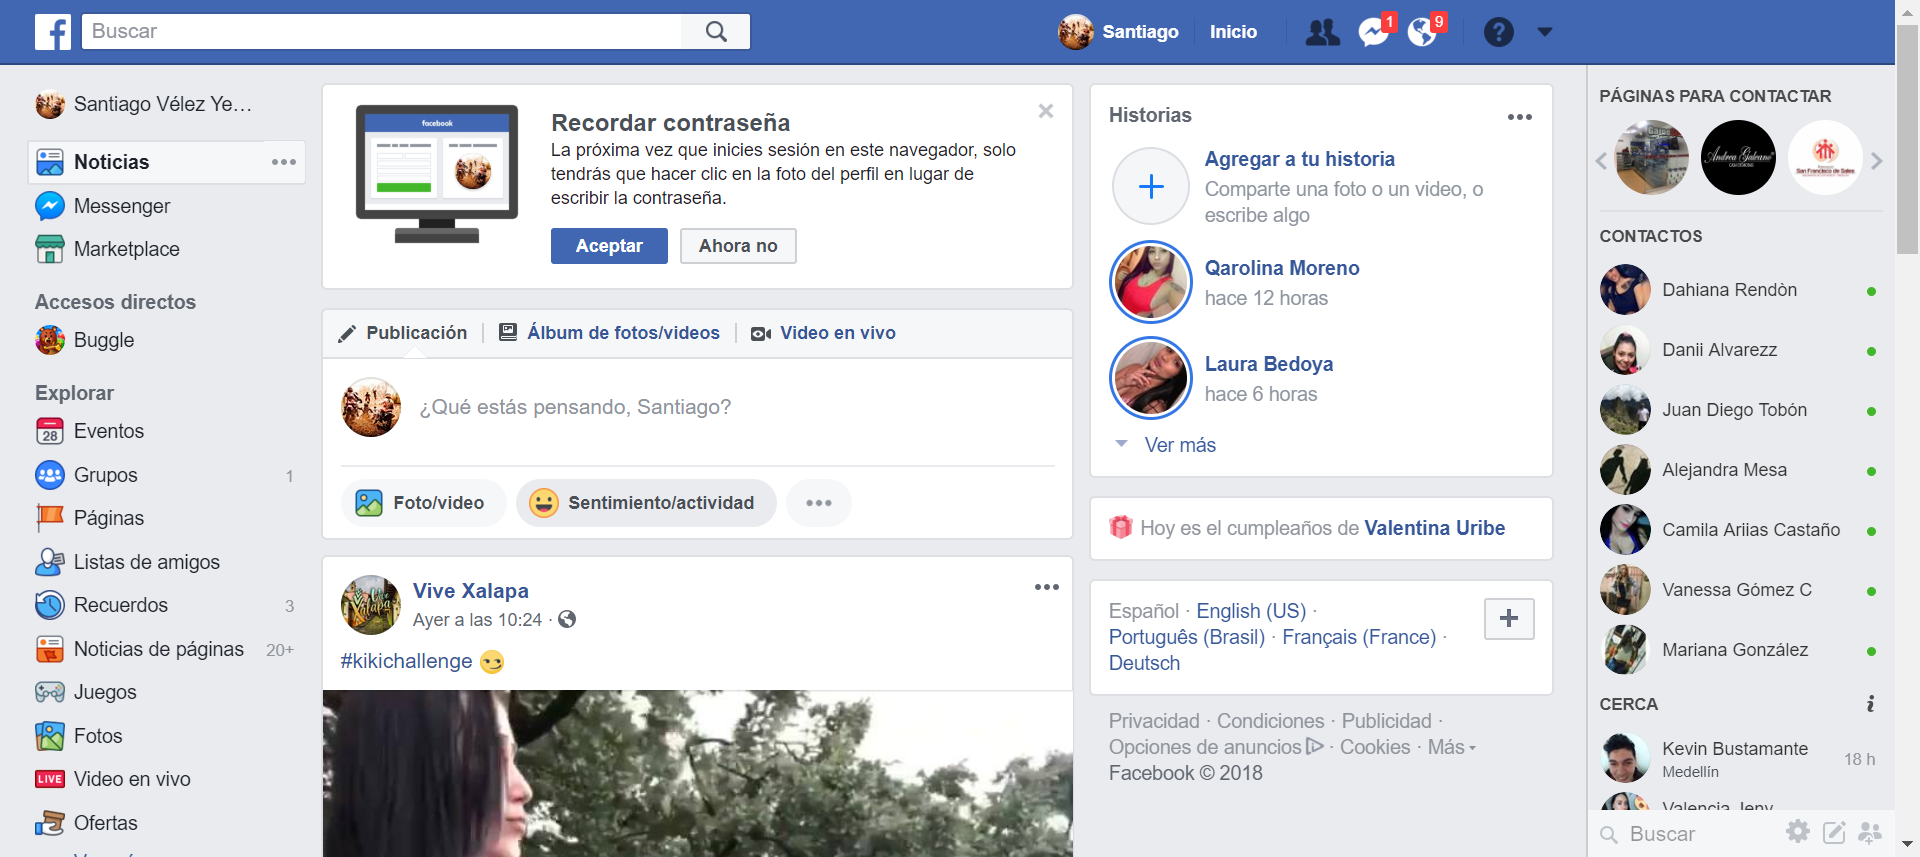 Buscar
Santiago
Inicio
1
9
Santiago Vélez Ye...
Noticias
Messenger
Marketplace
Accesos directos
Buggle
Explorar
28
Eventos
Grupos 1
Páginas
Listas de amigos
Recuerdos 3
Noticias de páginas 20+
Juegos
Fotos
LIVE Video en vivo
Ofertas
facebook
Recordar contraseña
La próxima vez que inicies sesión en este navegador, solo
tendrás que hacer clic en la foto del perfil en lugar de
escribir la contraseña.
Aceptar
Ahora no
Publicación
Álbum de fotos/videos
Video en vivo
¿Qué estás pensando, Santiago?
Foto/video
Sentimiento/actividad
Vive Xalapa
Ayer a las 10:24 ·
#kikichallenge
Historias
Agregar a tu historia
Comparte una foto o un video, o
escribe algo
Qarolina Moreno
hace 12 horas
Laura Bedoya
hace 6 horas
Ver más
Hoy es el cumpleaños de Valentina Uribe
Español · English (US) ·
Português (Brasil) · Français (France) ·
Deutsch
Privacidad · Condiciones · Publicidad ·
Opciones de anuncios · Cookies · Más
Facebook © 2018
PÁGINAS PARA CONTACTAR
Andrea Galeano
San Francisco de Sales
CONTACTOS
Dahiana Rendòn
Danii Alvarezz
Juan Diego Tobón
Alejandra Mesa
Camila Ariias Castaño
Vanessa Gómez C
Mariana González
CERCA
Kevin Bustamante
Medellín
18 h
Valencia Jeny
Buscar